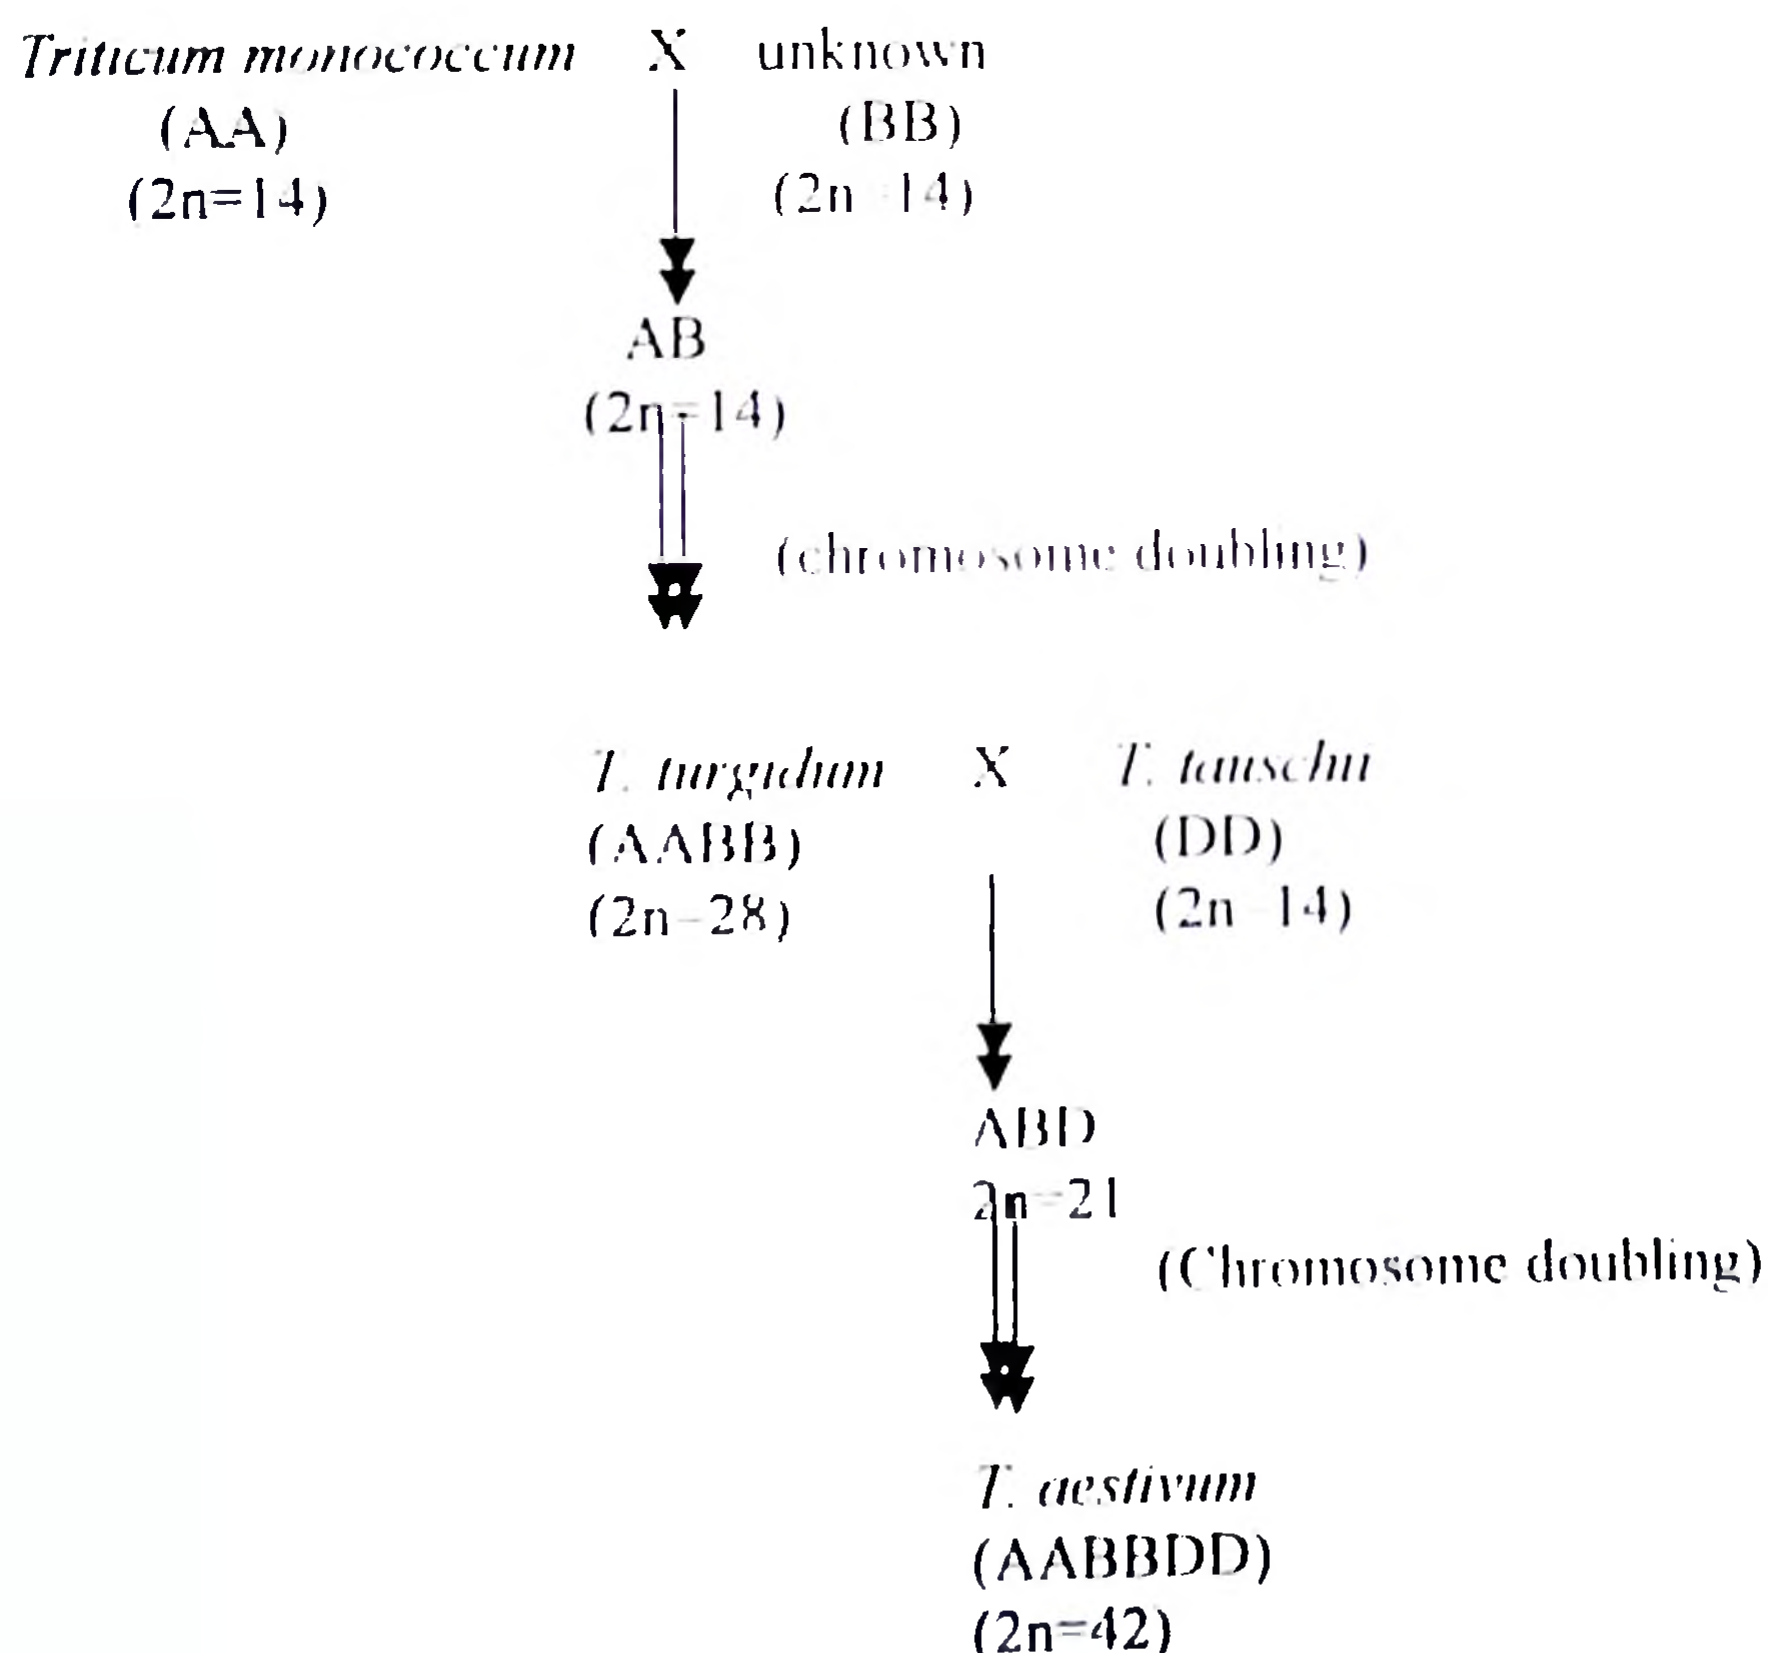 Triticum monococcum X unknown
(AA) (BB)
(2n=14) (2n 14)
AB
(2n=14)
(chromosome doubling)
T. turgidum X T. tauschii
(AABB) (DD)
(2n-28) (2n 14)
ABD
2n-21
(Chromosome doubling)
T. aestivum
(AABBDD)
(2n=42)